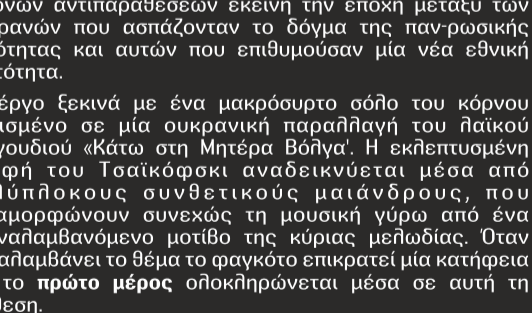 ονων αντιπαραθέσεων εκείνη την εποχή μεταξύ των
ρανών που ασπάζονταν το δόγμα της παν-ρωσικής
ότητας και αυτών που επιθυμούσαν μία νέα εθνική
τότητα.
έργο ξεκινά με ένα μακρόσυρτο σόλο του κόρνου
ισμένο σε μία ουκρανική παραλλαγή του λαϊκού
γουδιού «Κάτω στη Μητέρα Βόλγα'. Η εκλεπτυσμένη
φή του Τσαϊκόφσκι αναδεικνύεται μέσα από
λύπλοκους συνθετικούς μαιάνδρους, που
αμορφώνουν συνεχώς τη μουσική γύρω από ένα
ναλαμβανόμενο μοτίβο της κύριας μελωδίας. Όταν
αλαμβάνει το θέμα το φαγκότο επικρατεί μία κατήφεια
το πρώτο μέρος ολοκληρώνεται μέσα σε αυτή τη
θεση.